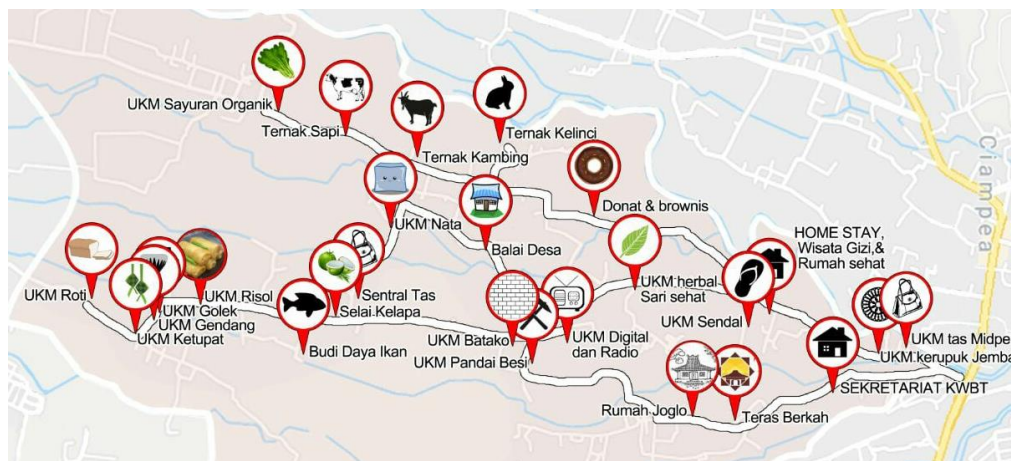 UKM Sayuran Organik
Ternak Sapi
Ternak Kambing
Ternak Kelinci
UKM Nata
Balai Desa
Donat & brownis
Ciampea
HOME STAY,
Wisata Gizi,&
Rumah sehat
UKM herbal
Sari sehat
UKM Sendal
UKM Roti
UKM Risol
UKM Golek
UKM Gendang
UKM Ketupat
Sentral Tas
Selai Kelapa
Budi Daya Ikan
UKM Batako
UKM Pandai Besi
UKM Digital
dan Radio
UKM tas Midpe
UKM kerupuk Jemba
SEKRETARIAT KWBT
Rumah Joglo
Teras Berkah